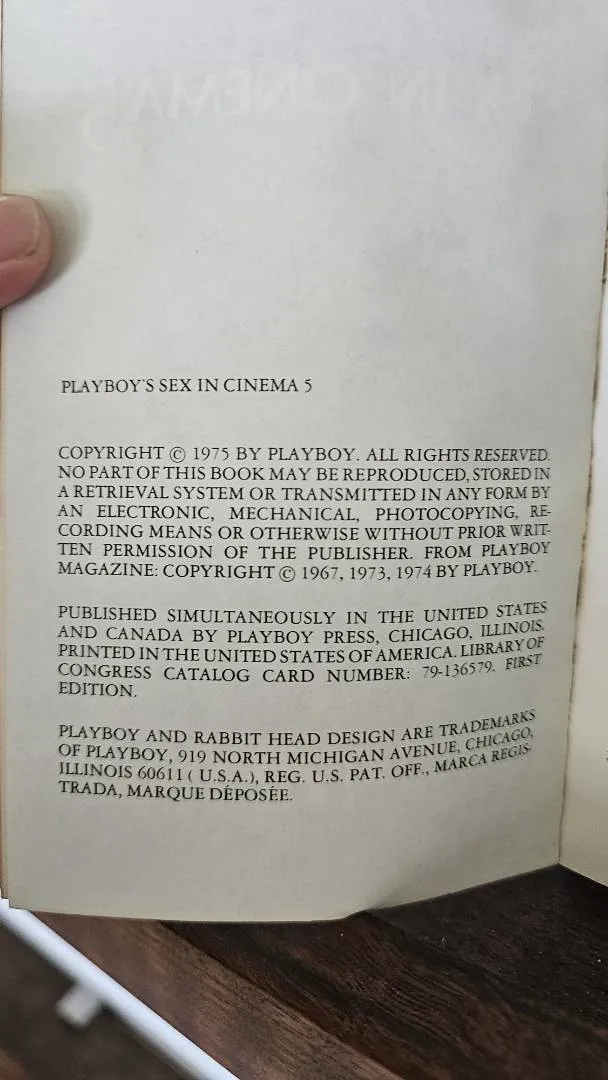 PLAYBOY'S SEX IN CINEMA 5
COPYRIGHT © 1975 BY PLAYBOY. ALL RIGHTS RESERVED.
NO PART OF THIS BOOK MAY BE REPRODUCED, STORED IN
A RETRIEVAL SYSTEM OR TRANSMITTED IN ANY FORM BY
AN ELECTRONIC, MECHANICAL, PHOTOCOPYING, RE-
CORDING MEANS OR OTHERWISE WITHOUT PRIOR WRIT-
TEN PERMISSION OF THE PUBLISHER. FROM PLAYBOY
MAGAZINE: COPYRIGHT © 1967, 1973, 1974 BY PLAYBOY.
PUBLISHED SIMULTANEOUSLY IN THE UNITED STATES
AND CANADA BY PLAYBOY PRESS, CHICAGO, ILLINOIS.
PRINTED IN THE UNITED STATES OF AMERICA. LIBRARY OF
CONGRESS CATALOG CARD NUMBER: 79-136579. FIRST
EDITION.
PLAYBOY AND RABBIT HEAD DESIGN ARE TRADEMARKS
OF PLAYBOY, 919 NORTH MICHIGAN AVENUE, CHICAGO,
ILLINOIS 60611 ( U.S.A.), REG. U.S. PAT. OFF., MARCA REGIS-
TRADA, MARQUE DÉPOSÉE.